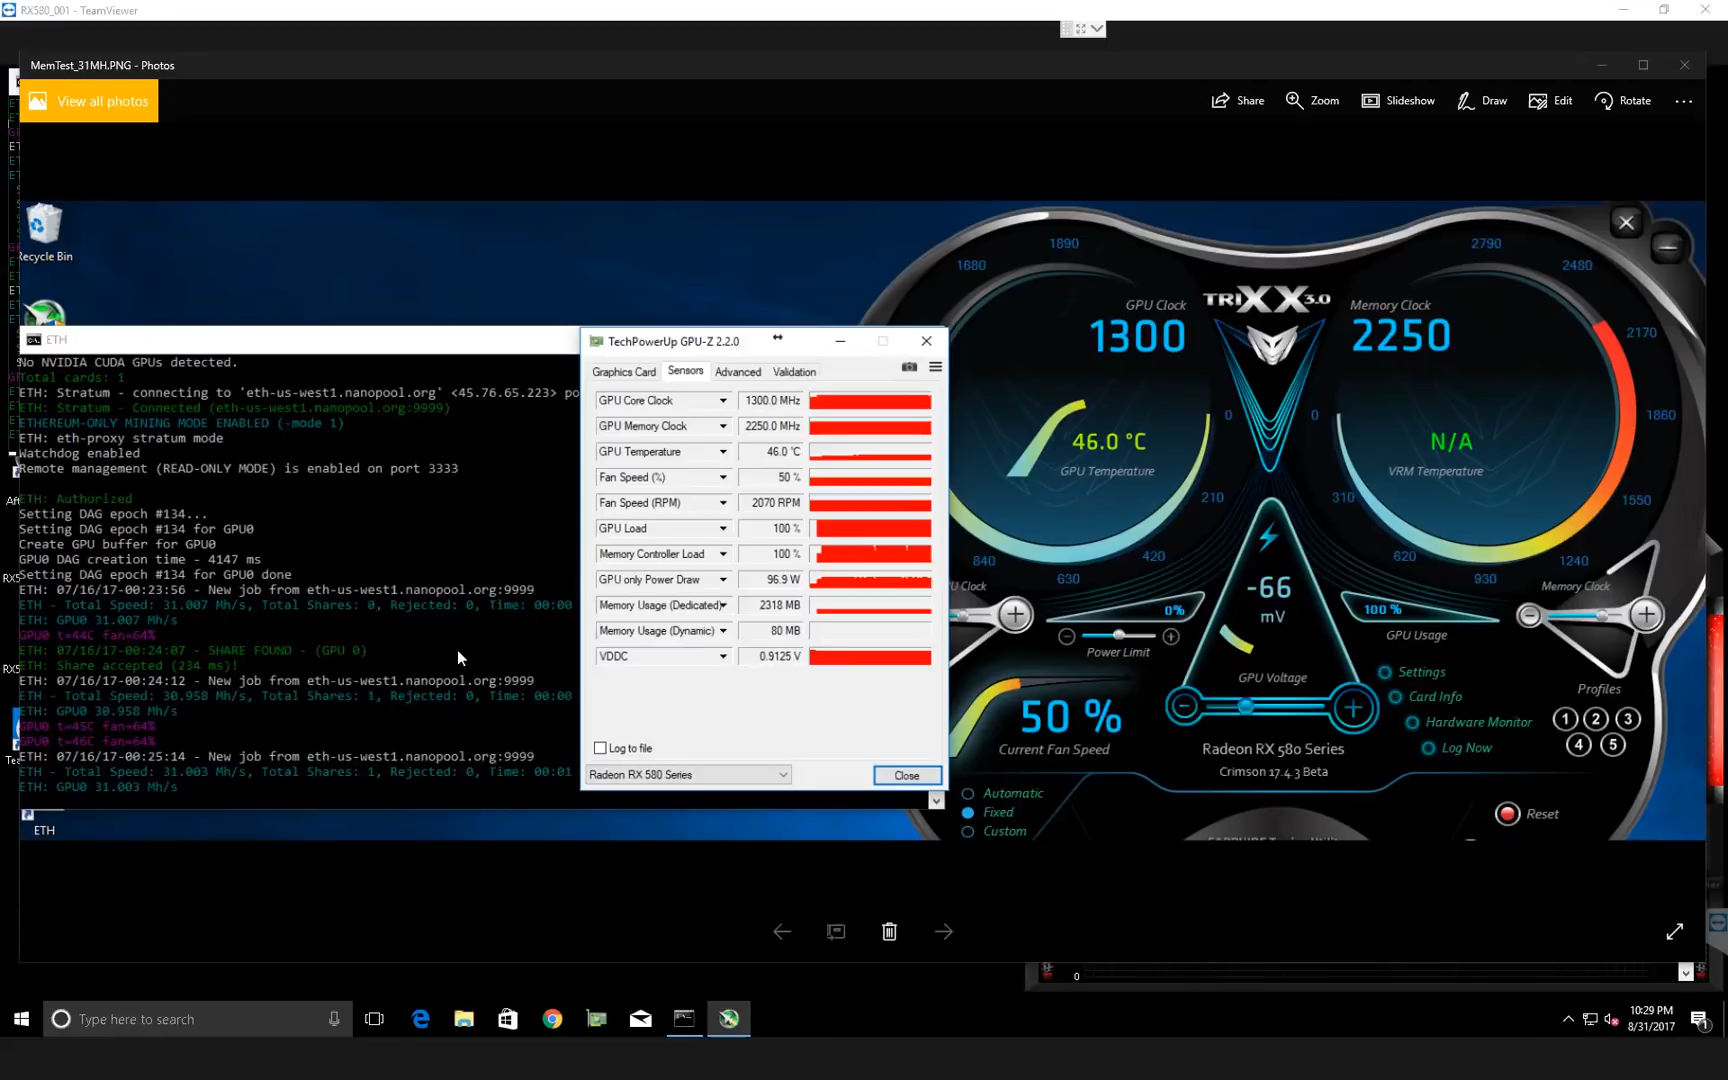 RX580_001 - TeamViewer
MemTest_31MH.PNG - Photos
View all photos
Share
Zoom
Slideshow
Draw
Edit
Rotate
Recycle Bin
ETH
No NVIDIA CUDA GPUs detected.
Total cards: 1
ETH: Stratum - connecting to 'eth-us-west1.nanopool.org' <45.76.65.223> po
ETH: Stratum - Connected (eth-us-west1.nanopool.org:9999)
ETHEREUM-ONLY MINING MODE ENABLED (-mode 1)
ETH: eth-proxy stratum mode
Watchdog enabled
Remote management (READ-ONLY MODE) is enabled on port 3333
ETH: Authorized
Setting DAG epoch #134...
Setting DAG epoch #134 for GPU0
Create GPU buffer for GPU0
GPU0 DAG creation time - 4147 ms
Setting DAG epoch #134 for GPU0 done
ETH: 07/16/17-00:23:56 - New job from eth-us-west1.nanopool.org:9999
ETH - Total Speed: 31.007 Mh/s, Total Shares: 0, Rejected: 0, Time: 00:00
ETH: GPU0 31.007 Mh/s
GPU0 t=44C fan=64%
ETH: 07/16/17-00:24:07 - SHARE FOUND - (GPU 0)
ETH: Share accepted (234 ms)!
ETH: 07/16/17-00:24:12 - New job from eth-us-west1.nanopool.org:9999
ETH - Total Speed: 30.958 Mh/s, Total Shares: 1, Rejected: 0, Time: 00:00
ETH: GPU0 30.958 Mh/s
GPU0 t=45C fan=64%
GPU0 t=46C fan=64%
ETH: 07/16/17-00:25:14 - New job from eth-us-west1.nanopool.org:9999
ETH - Total Speed: 31.003 Mh/s, Total Shares: 1, Rejected: 0, Time: 00:01
ETH: GPU0 31.003 Mh/s
ETH
TechPowerUp GPU-Z 2.2.0
Graphics Card
Sensors
Advanced
Validation
GPU Core Clock 1300.0 MHz
GPU Memory Clock 2250.0 MHz
GPU Temperature 46.0 °C
Fan Speed (%) 50 %
Fan Speed (RPM) 2070 RPM
GPU Load 100 %
Memory Controller Load 100 %
GPU only Power Draw 96.9 W
Memory Usage (Dedicated) 2318 MB
Memory Usage (Dynamic) 80 MB
VDDC 0.9125 V
Log to file
Radeon RX 580 Series
Close
TRIXX 3.0
1890
1680
GPU Clock
1300
46.0 °C
GPU Temperature
0
210
420
630
840
2790
2480
Memory Clock
2250
2170
1860
1550
1240
930
620
310
0
N/A
VRM Temperature
-66
mV
GPU Voltage
Clock
0%
Power Limit
100 %
GPU Usage
Memory Clock
50 %
Current Fan Speed
Automatic
Fixed
Custom
Radeon RX 580 Series
Crimson 17.4.3 Beta
Settings
Card Info
Hardware Monitor
Log Now
Profiles
1 2 3
4 5
Reset
0
Type here to search
10:29 PM
8/31/2017
1